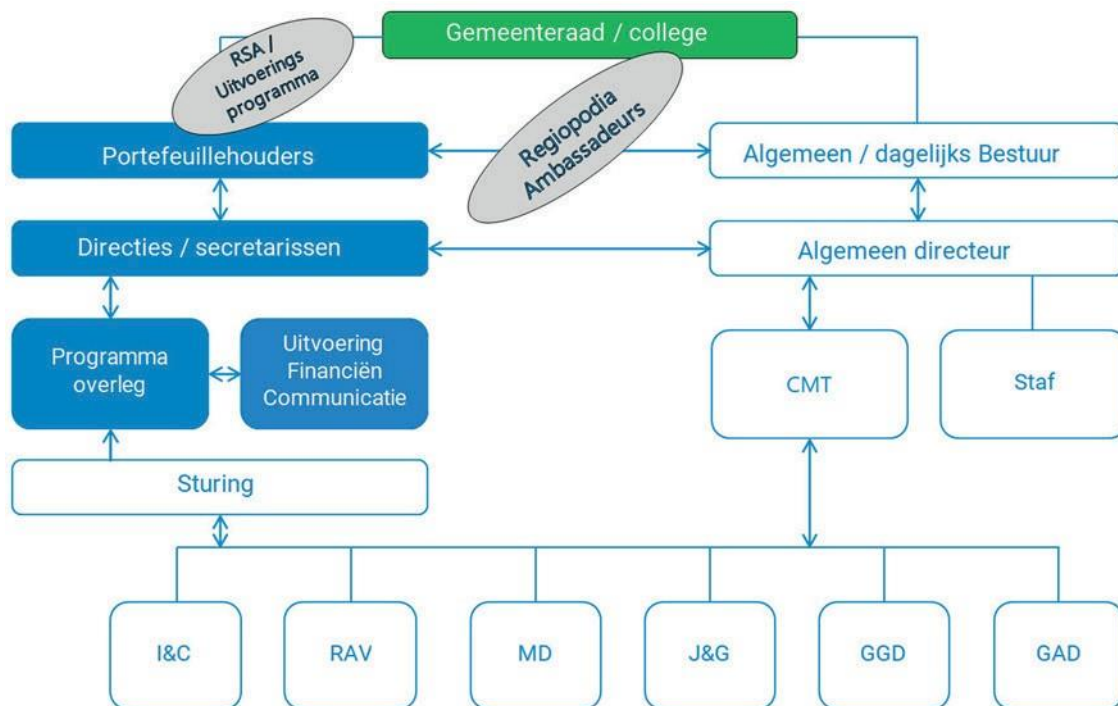 Gemeenteraad / college
RSA /
Uitvoerings
programma
Regiopodia
Ambassadeurs
Portefeuillehouders
Algemeen / dagelijks Bestuur
Directies / secretarissen
Algemeen directeur
Programma
overleg
Uitvoering
Financiën
Communicatie
CMT
Staf
Sturing
I&C
RAV
MD
J&G
GGD
GAD